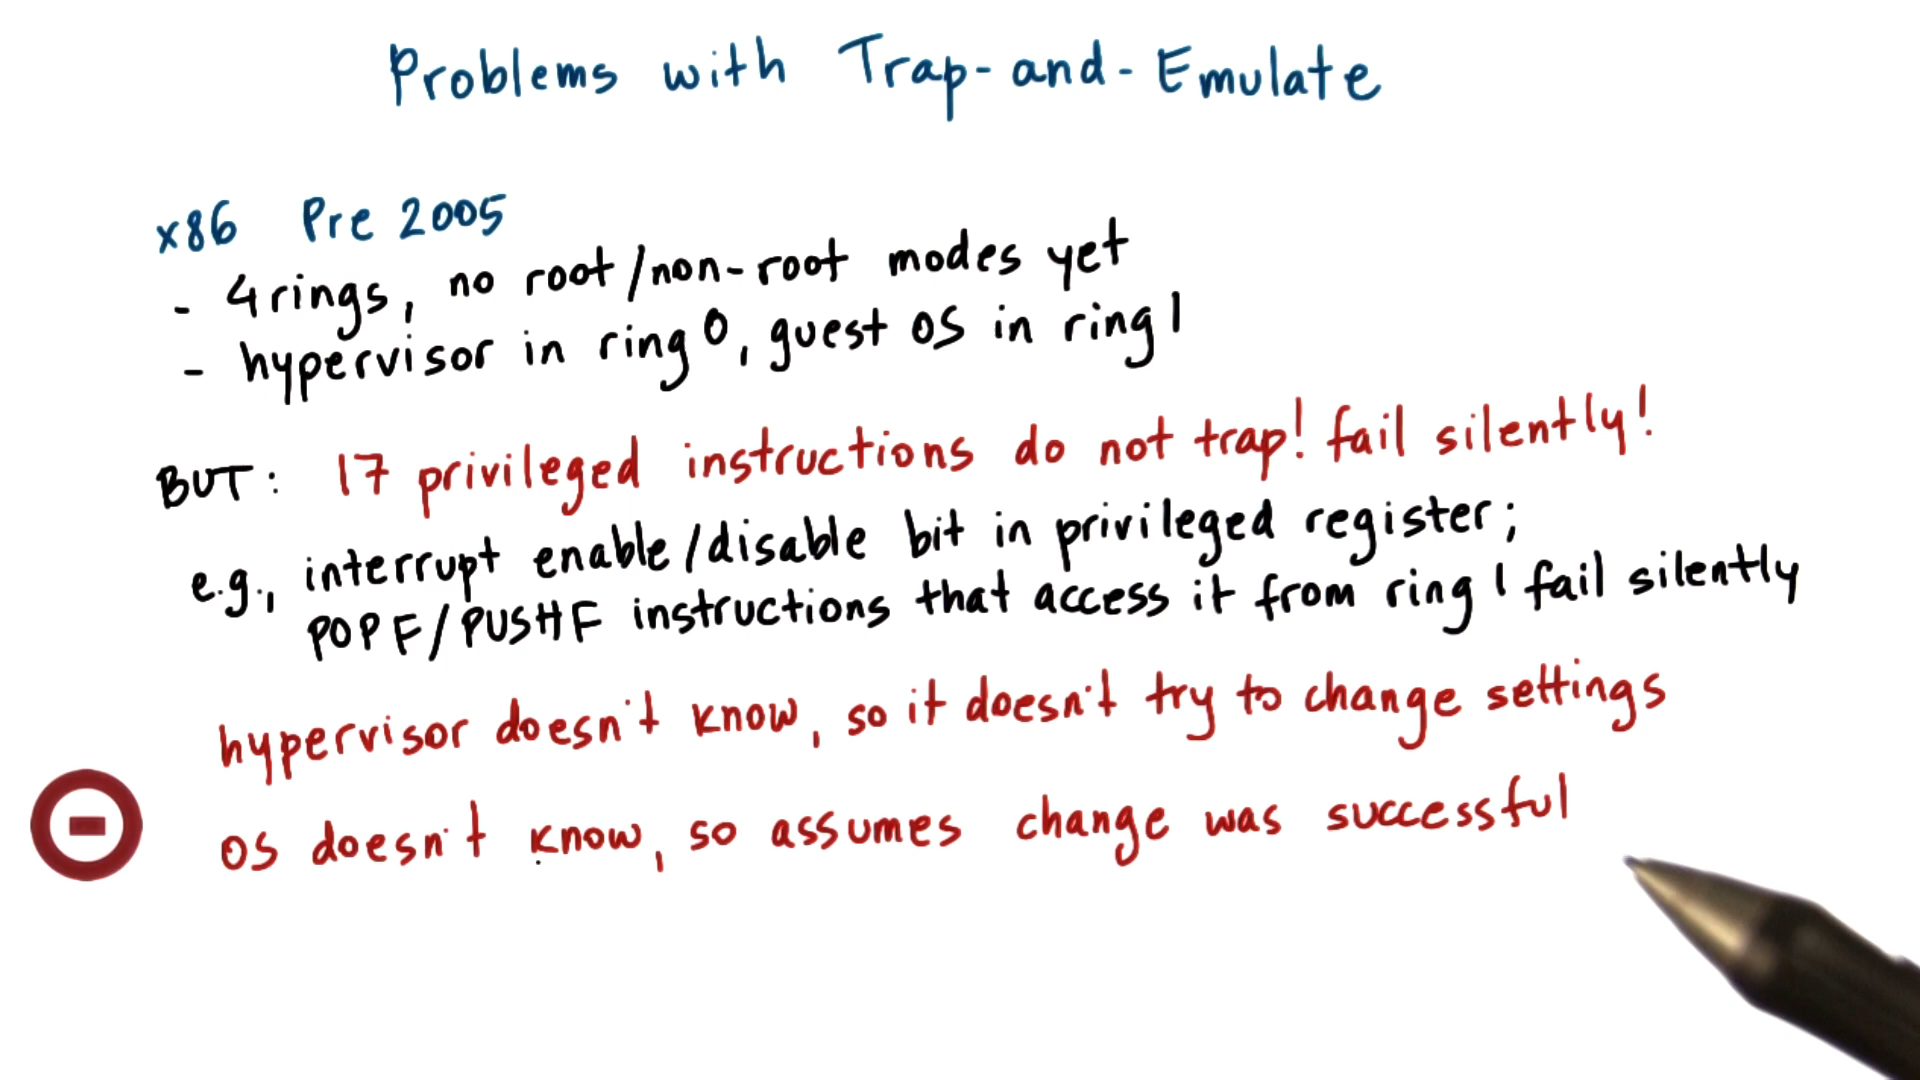 Problems with Trap-and-Emulate
x86 Pre 2005
- 4 rings, no root/non-root modes yet
- hypervisor in ring 0, guest OS in ring 1
BUT: 17 privileged instructions do not trap! fail silently!
e.g., interrupt enable/disable bit in privileged register;
POPF/PUSHF instructions that access it from ring 1 fail silently
hypervisor doesn't know, so it doesn't try to change settings
OS doesn't know, so assumes change was successful